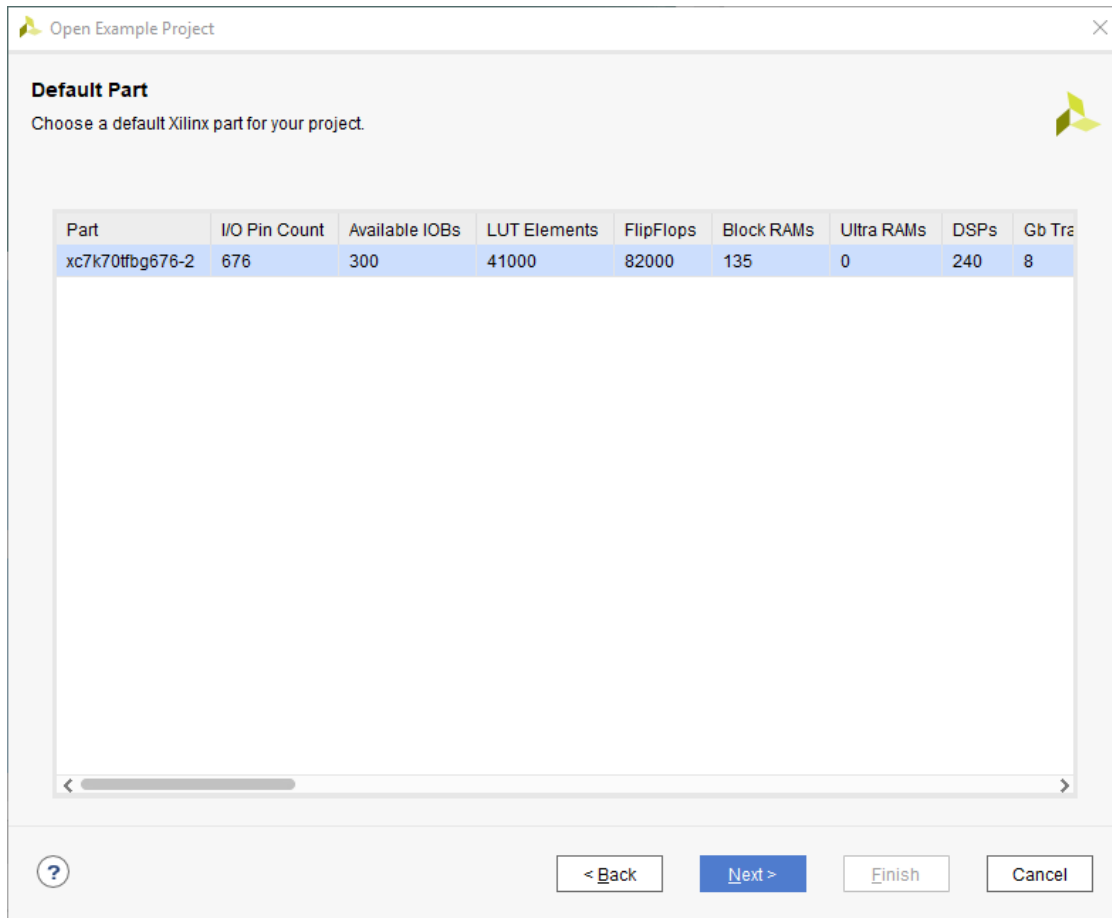 Open Example Project
Default Part
Choose a default Xilinx part for your project.
Part I/O Pin Count Available IOBs LUT Elements FlipFlops Block RAMs Ultra RAMs DSPs Gb Tra
xc7k70tfbg676-2 676 300 41000 82000 135 0 240 8
? < Back Next > Finish Cancel